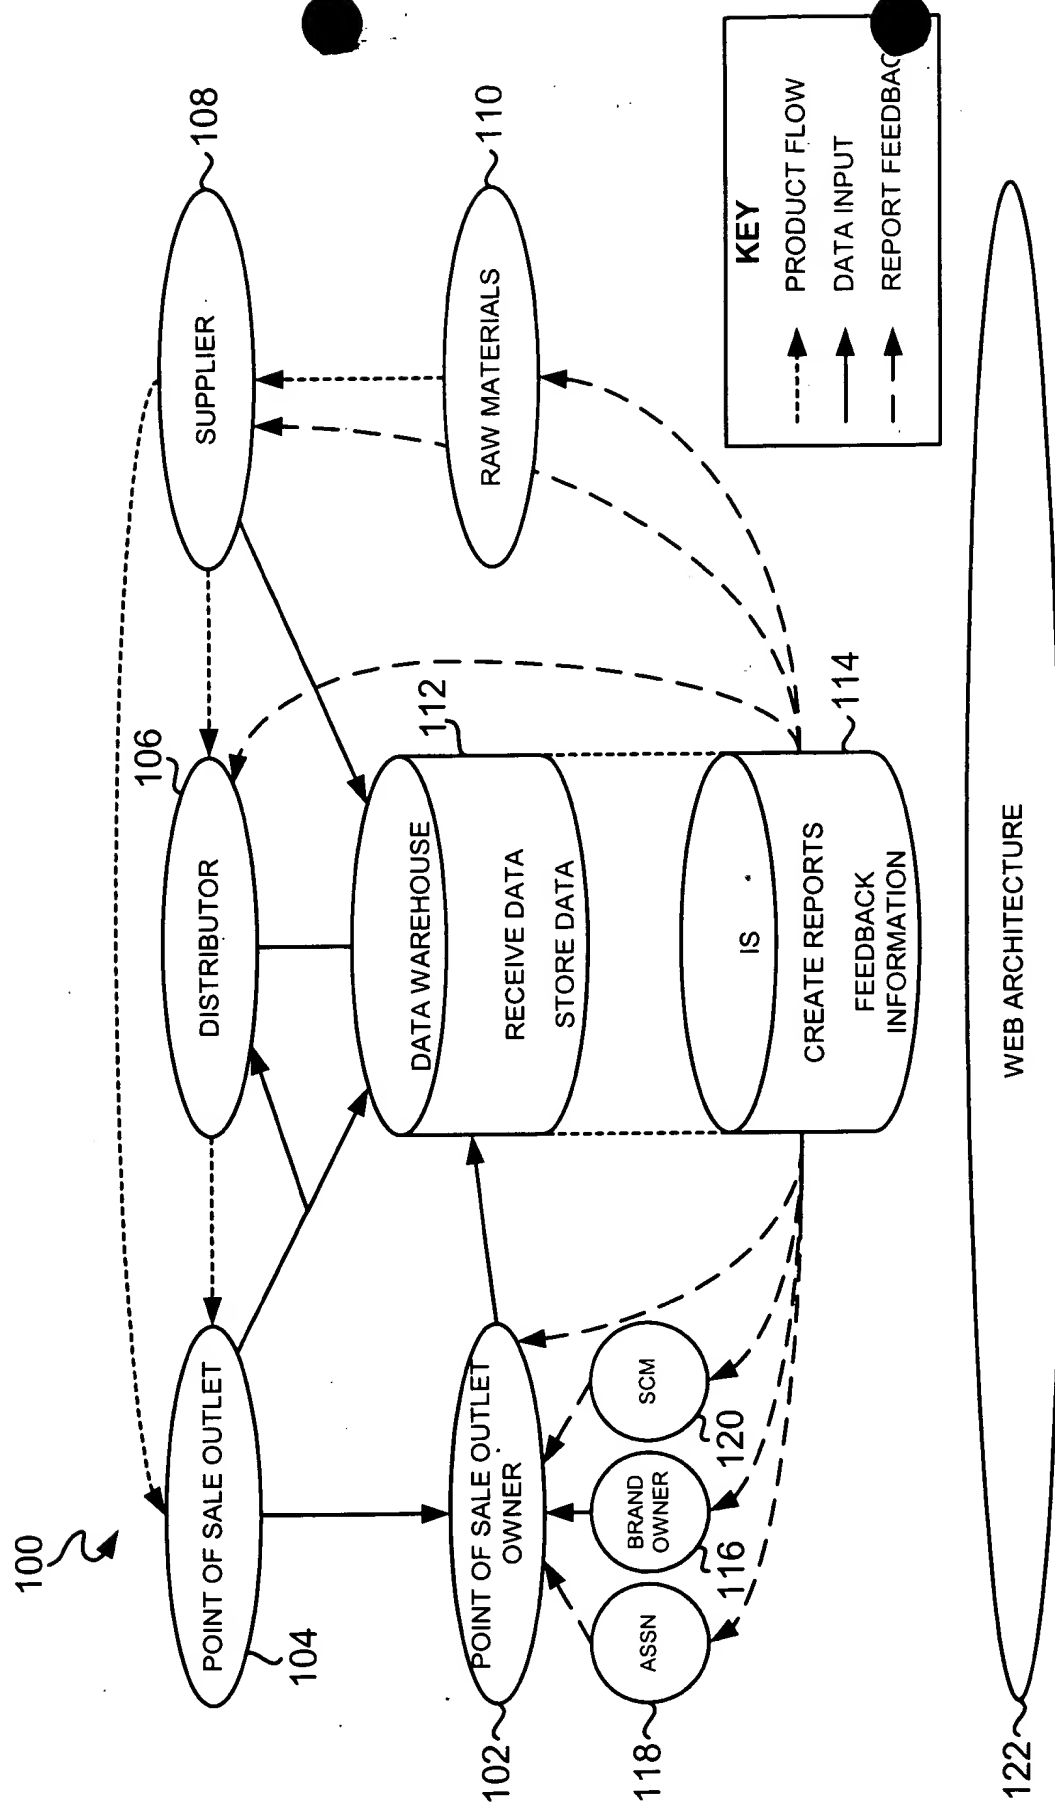 100
108
106
SUPPLIER
DISTRIBUTOR
POINT OF SALE OUTLET
104
110
RAW MATERIALS
112
DATA WAREHOUSE
RECEIVE DATA
STORE DATA
POINT OF SALE OUTLET
OWNER
102
SCM
120
BRAND
OWNER
116
ASSN
118
114
IS
CREATE REPORTS
FEEDBACK
INFORMATION
KEY
PRODUCT FLOW
DATA INPUT
REPORT FEEDBAC
WEB ARCHITECTURE
122